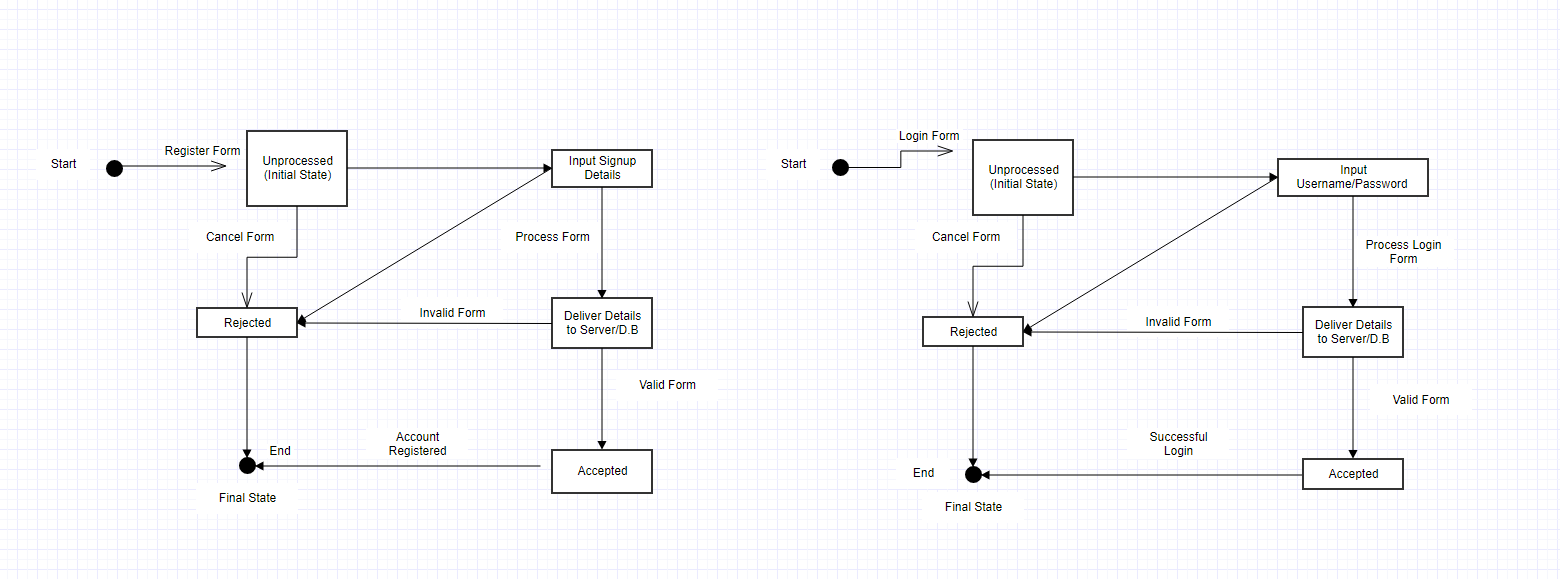 Register Form
Start
Unprocessed
(Initial State)
Input Signup
Details
Cancel Form
Process Form
Rejected
Invalid Form
Deliver Details
to Server/D.B
Valid Form
End
Account
Registered
Accepted
Final State
Login Form
Start
Unprocessed
(Initial State)
Input
Username/Password
Cancel Form
Process Login
Form
Rejected
Invalid Form
Deliver Details
to Server/D.B
Valid Form
End
Successful
Login
Accepted
Final State